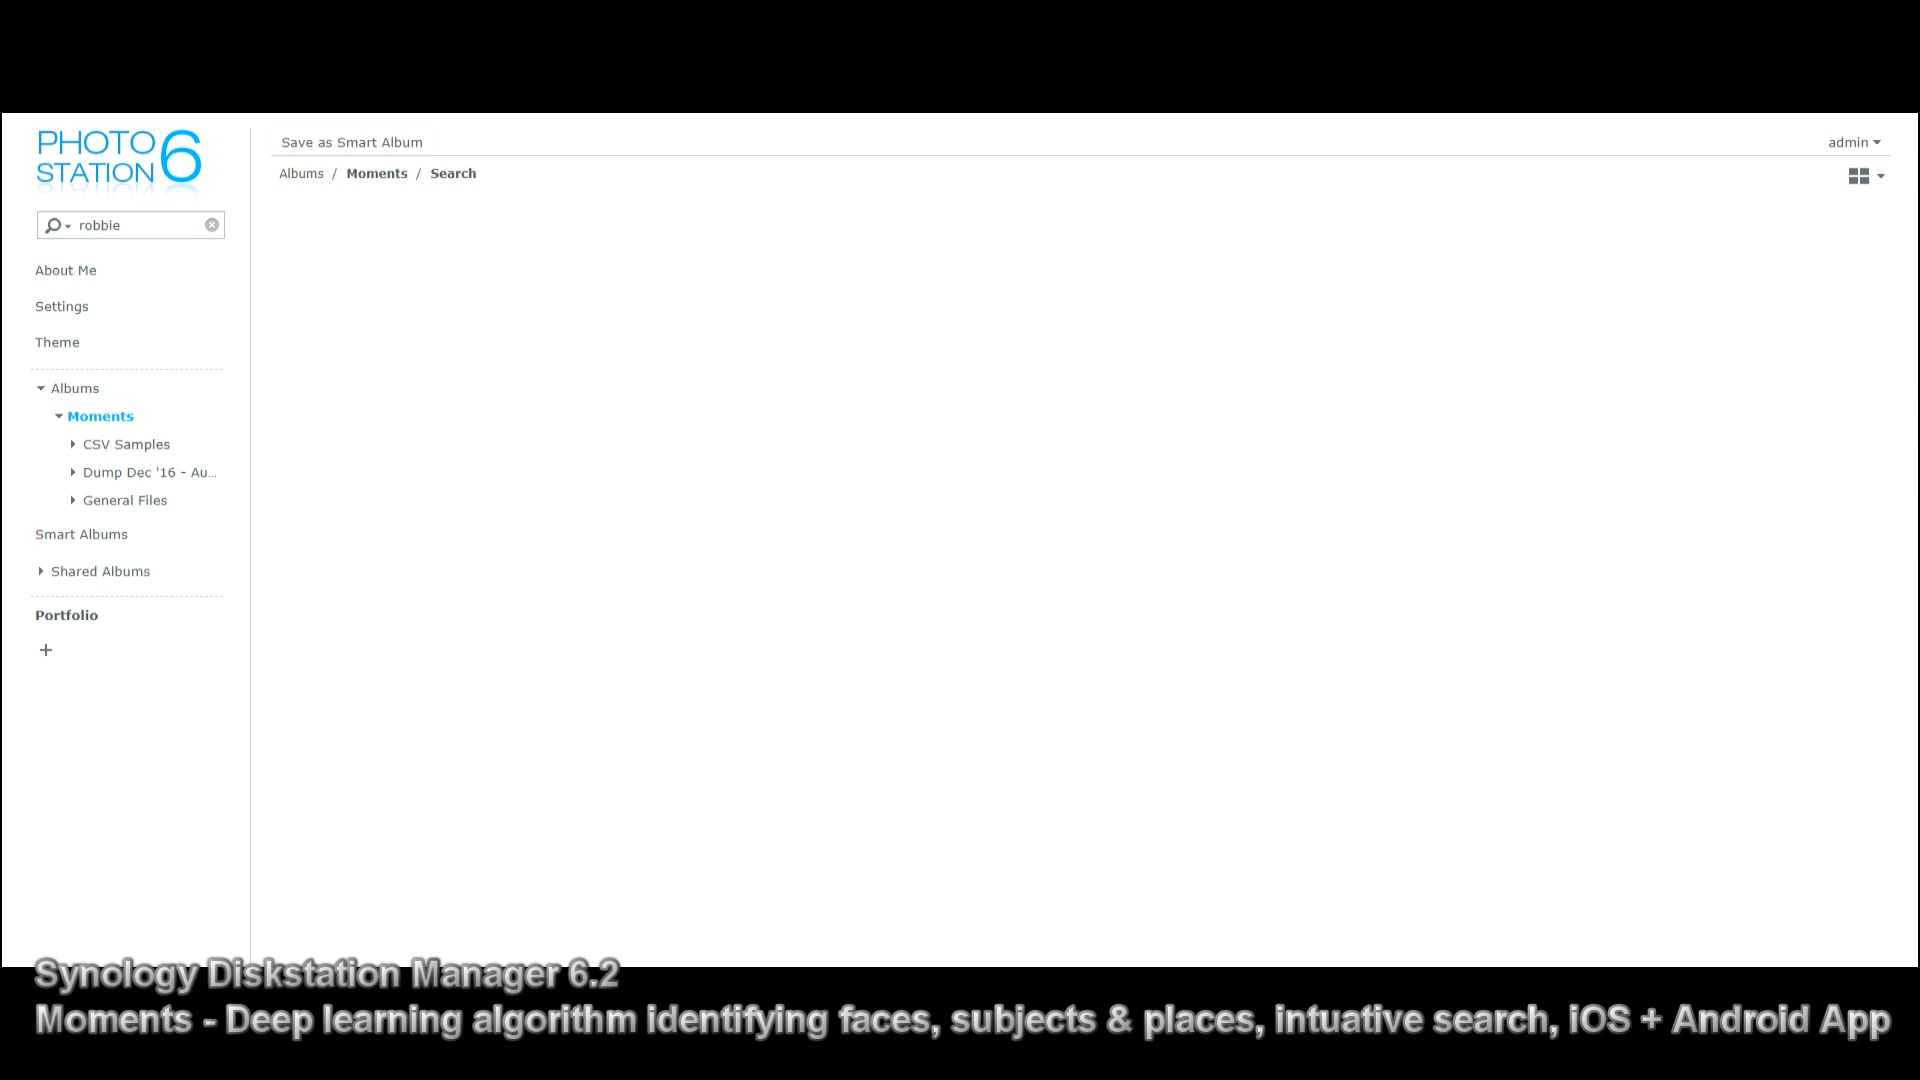 PHOTO STATION 6
Save as Smart Album
admin
Albums / Moments / Search
robbie
About Me
Settings
Theme
Albums
Moments
CSV Samples
Dump Dec '16 - Au...
General Files
Smart Albums
Shared Albums
Portfolio
+
Synology Diskstation Manager 6.2
Moments - Deep learning algorithm identifying faces, subjects & places, intuative search, iOS + Android App